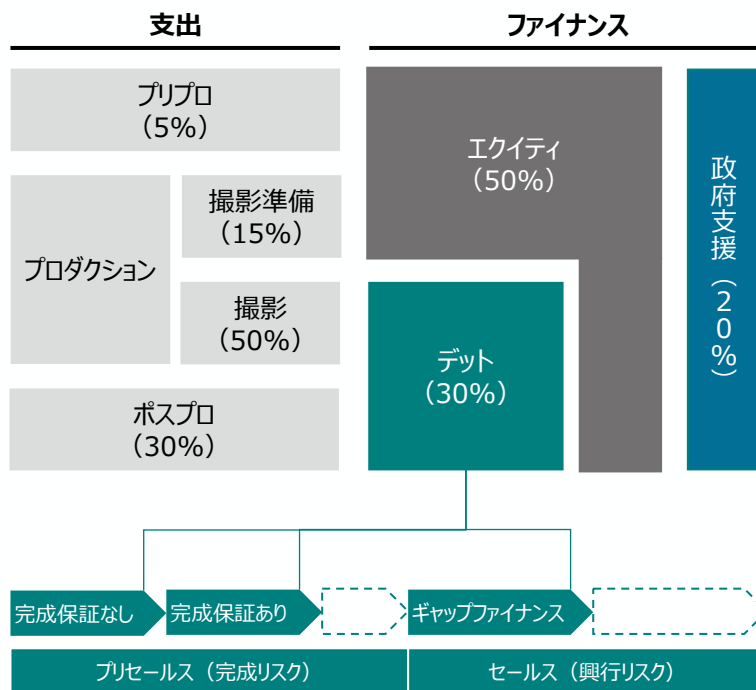 支出
ファイナンス
プリプロ
（5%）
エクイティ
（50%）
政府支援（20%）
プロダクション
撮影準備
（15%）
撮影
（50%）
デット
（30%）
ポスプロ
（30%）
完成保証なし
完成保証あり
ギャップファイナンス
プリセールス（完成リスク）
セールス（興行リスク）